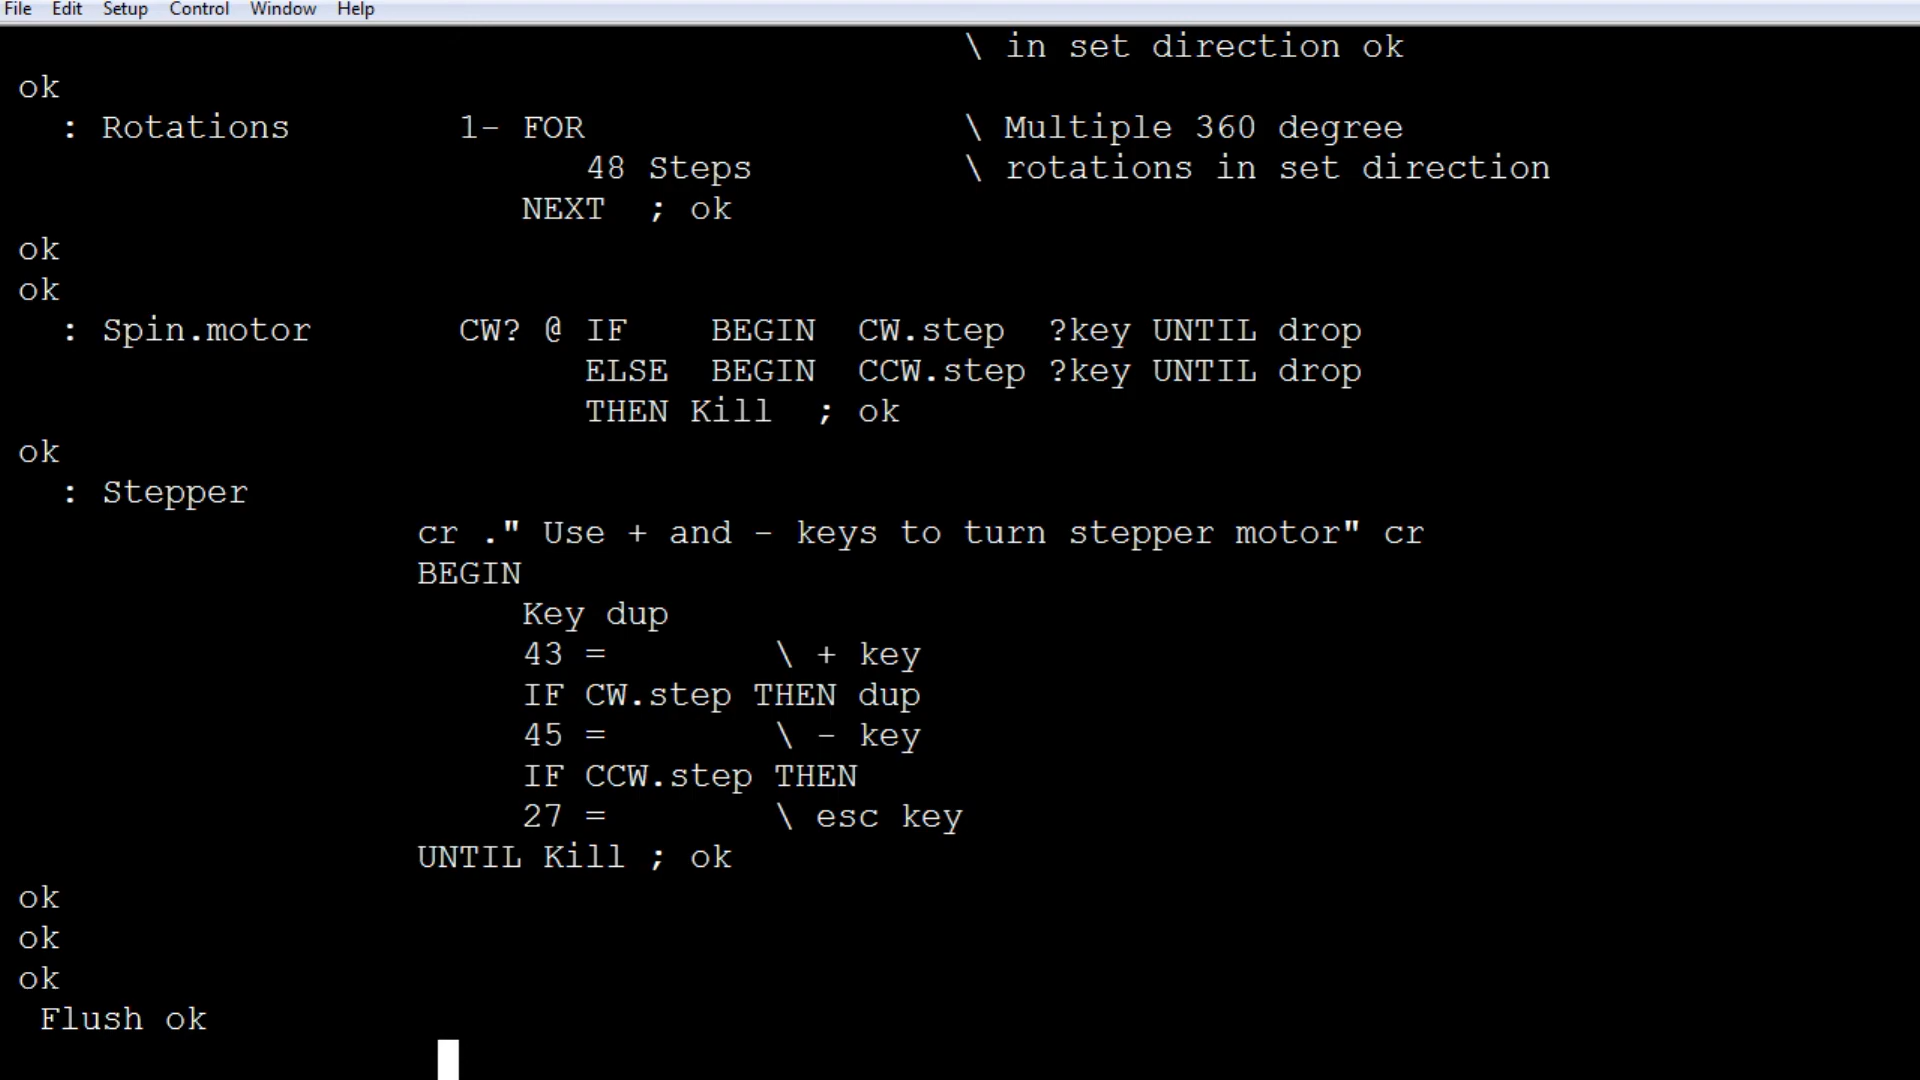 File Edit Setup Control Window Help
\ in set direction ok
ok
: Rotations 1- FOR \ Multiple 360 degree
48 Steps \ rotations in set direction
NEXT ; ok
ok
ok
: Spin.motor CW? @ IF BEGIN CW.step ?key UNTIL drop
ELSE BEGIN CCW.step ?key UNTIL drop
THEN Kill ; ok
ok
: Stepper
cr ." Use + and - keys to turn stepper motor" cr
BEGIN
Key dup
43 = \ + key
IF CW.step THEN dup
45 = \ - key
IF CCW.step THEN
27 = \ esc key
UNTIL Kill ; ok
ok
ok
ok
Flush ok